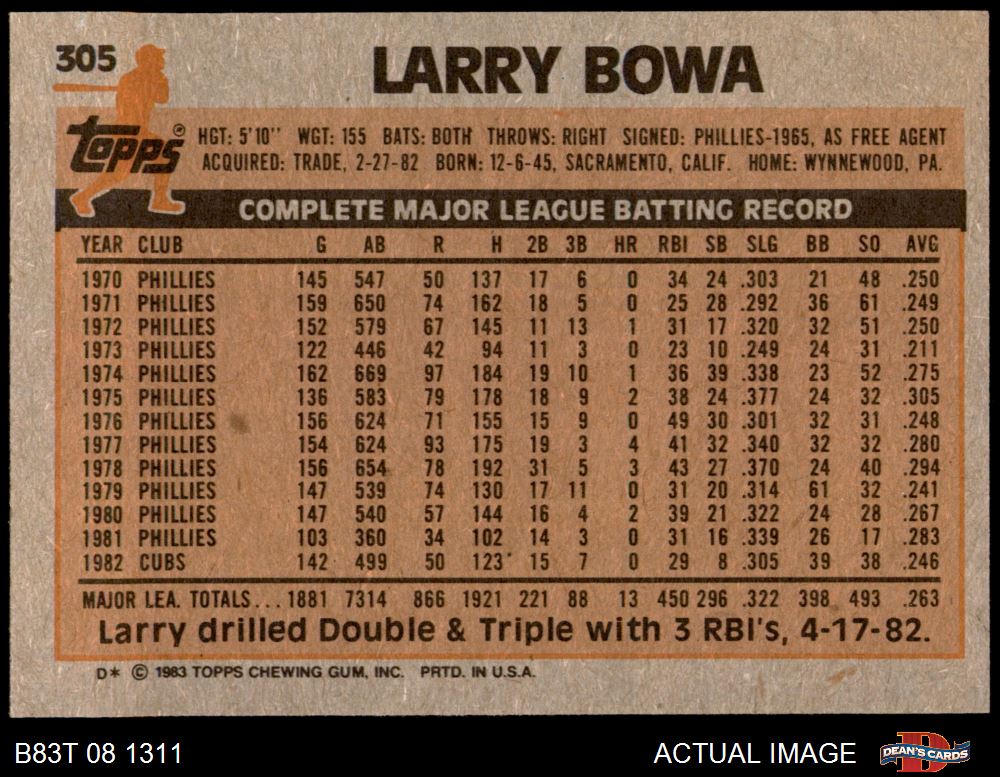 305
LARRY BOWA
topps®
HGT: 5'10" WGT: 155 BATS: BOTH THROWS: RIGHT SIGNED: PHILLIES-1965, AS FREE AGENT
ACQUIRED: TRADE, 2-27-82 BORN: 12-6-45, SACRAMENTO, CALIF. HOME: WYNNEWOOD, PA.
COMPLETE MAJOR LEAGUE BATTING RECORD
YEAR CLUB G AB R H 2B 3B HR RBI SB SLG BB SO AVG
1970 PHILLIES 145 547 50 137 17 6 0 34 24 .303 21 48 .250
1971 PHILLIES 159 650 74 162 18 5 0 25 28 .292 36 61 .249
1972 PHILLIES 152 579 67 145 11 13 1 31 17 .320 32 51 .250
1973 PHILLIES 122 446 42 94 11 3 0 23 10 .249 24 31 .211
1974 PHILLIES 162 669 97 184 19 10 1 36 39 .338 23 52 .275
1975 PHILLIES 136 583 79 178 18 9 2 38 24 .377 24 32 .305
1976 PHILLIES 156 624 71 155 15 9 0 49 30 .301 32 31 .248
1977 PHILLIES 154 624 93 175 19 3 4 41 32 .340 32 32 .280
1978 PHILLIES 156 654 78 192 31 5 3 43 27 .370 24 40 .294
1979 PHILLIES 147 539 74 130 17 11 0 31 20 .314 61 32 .241
1980 PHILLIES 147 540 57 144 16 4 2 39 21 .322 24 28 .267
1981 PHILLIES 103 360 34 102 14 3 0 31 16 .339 26 17 .283
1982 CUBS 142 499 50 123 15 7 0 29 8 .305 39 38 .246
MAJOR LEA. TOTALS... 1881 7314 866 1921 221 88 13 450 296 .322 398 493 .263
Larry drilled Double & Triple with 3 RBI's, 4-17-82.
D* © 1983 TOPPS CHEWING GUM, INC. PRTD. IN U.S.A.
B83T 08 1311
ACTUAL IMAGE
DEAN'S CARDS